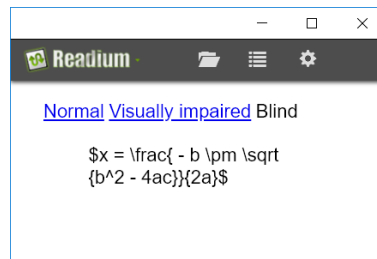 Readium
Normal Visually impaired Blind
$x = \frac{ - b \pm \sqrt
{b^2 - 4ac}}{2a}$